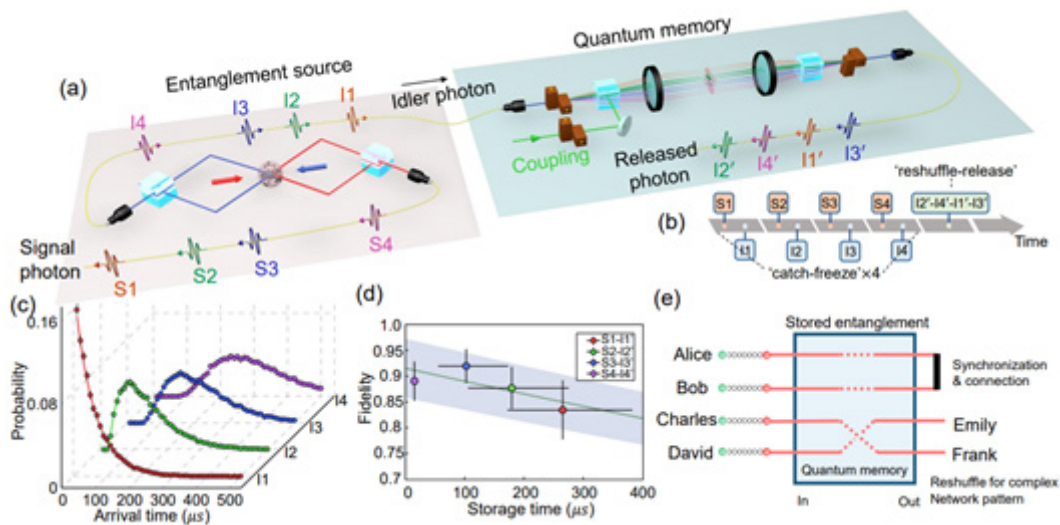 (a)
Entanglement source
Quantum memory
Idler photon
I4
I3
I2
I1
Coupling
Released
photon
I2'
I4'
I1'
I3'
Signal
photon
S1
S2
S3
S4
(b)
'reshuffle-release'
S1
S2
S3
S4
I2'-I4'-I1'-I3'
Time
I1
I2
I3
I4
'catch-freeze'×4
(c)
0.16
0.08
0
Probability
0 100 200 300 400 500
Arrival time (μs)
I1
I2
I3
I4
(d)
1.0
0.95
0.9
0.85
0.8
0.75
0.7
Fidelity
0 100 200 300 400
Storage time (μs)
S1-I1'
S2-I2'
S3-I3'
S4-I4'
(e)
Stored entanglement
Alice
Bob
Charles
David
Synchronization
& connection
Emily
Frank
Quantum memory
In
Out
Reshuffle for complex
Network pattern